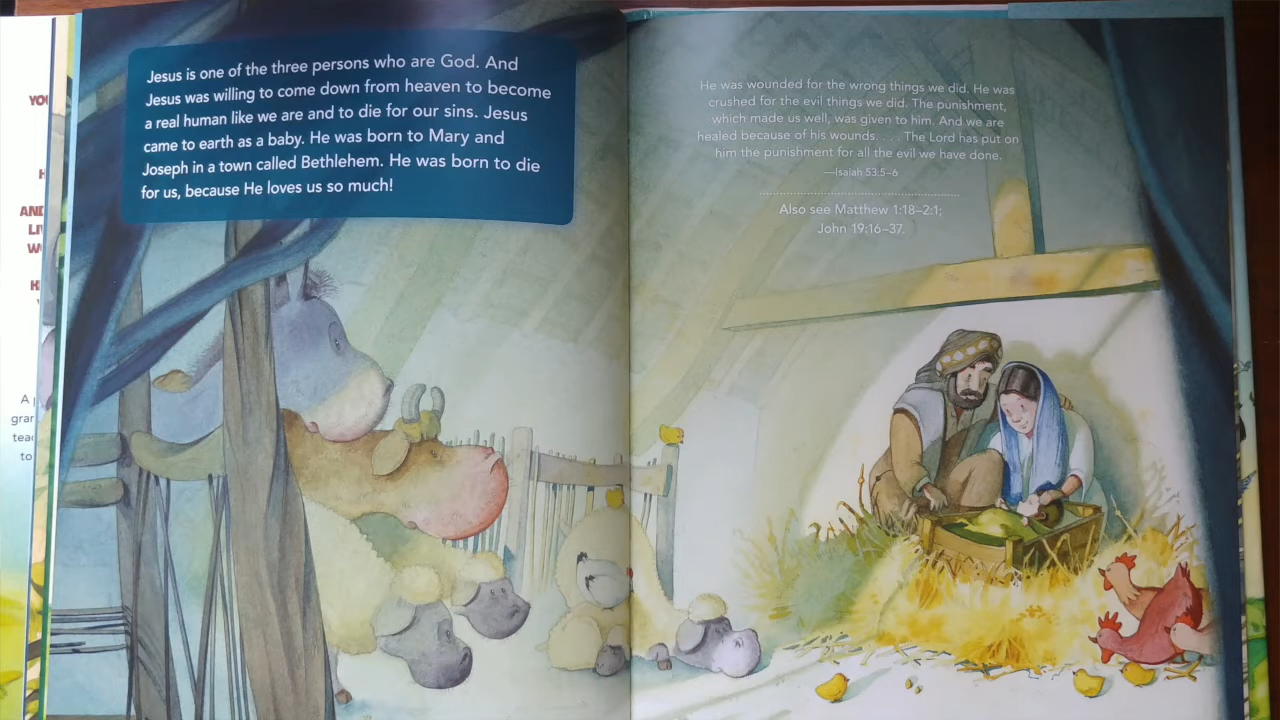 YOU
H
AND
LIV
Jesus is one of the three persons who are God. And
Jesus was willing to come down from heaven to become
a real human like we are and to die for our sins. Jesus
came to earth as a baby. He was born to Mary and
Joseph in a town called Bethlehem. He was born to die
for us, because He loves us so much!
He was wounded for the wrong things we did. He was
crushed for the evil things we did. The punishment,
which made us well, was given to him. And we are
healed because of his wounds. . . . The Lord has put on
him the punishment for all the evil we have done.
—Isaiah 53:5–6
Also see Matthew 1:18–2:1;
John 19:16–37.